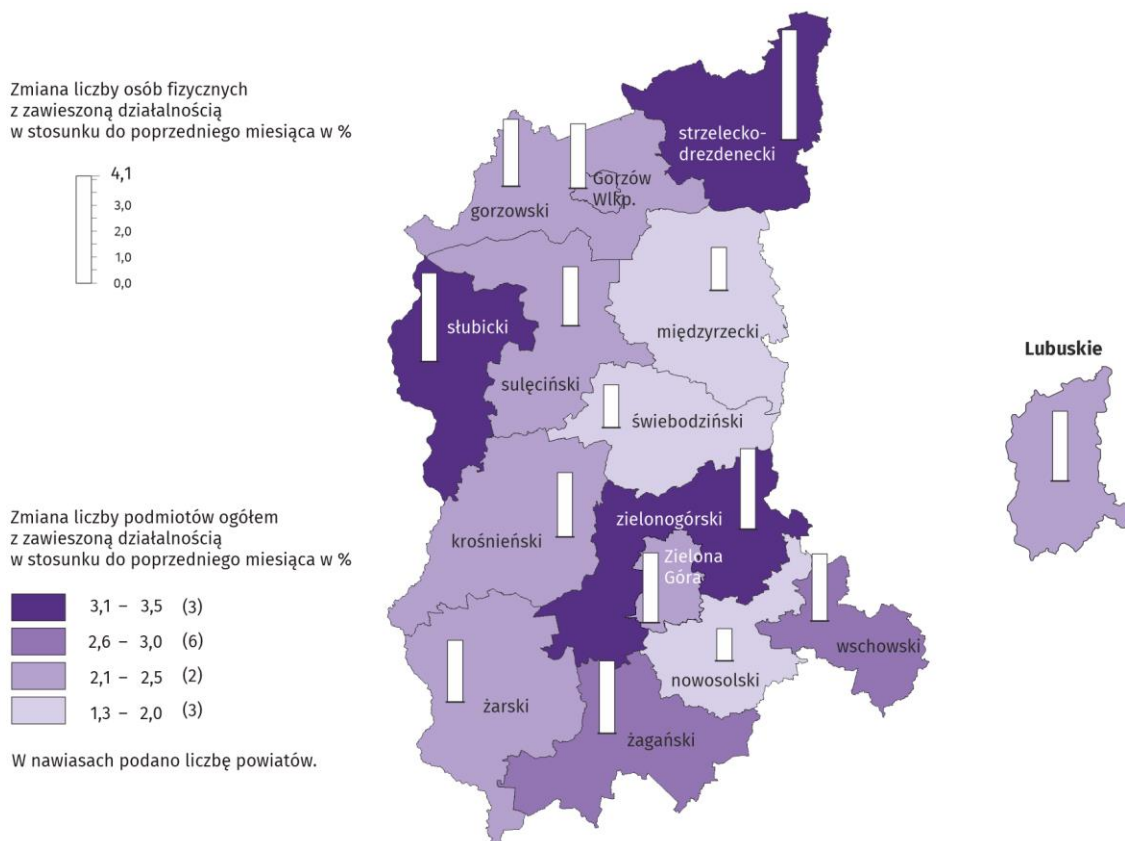 Zmiana liczby osób fizycznych
z zawieszoną działalnością
w stosunku do poprzedniego miesiąca w %
4,1
3,0
2,0
1,0
0,0
strzelecko-
drezdenecki
Gorzów
Wlkp.
gorzowski
słubicki
międzyrzecki
sulęciński
świebodziński
Lubuskie
zielonogórski
krośnieński
Zielona
Góra
wschowski
nowosolski
żarski
żagański
Zmiana liczby podmiotów ogółem
z zawieszoną działalnością
w stosunku do poprzedniego miesiąca w %
3,1 – 3,5 (3)
2,6 – 3,0 (6)
2,1 – 2,5 (2)
1,3 – 2,0 (3)
W nawiasach podano liczbę powiatów.